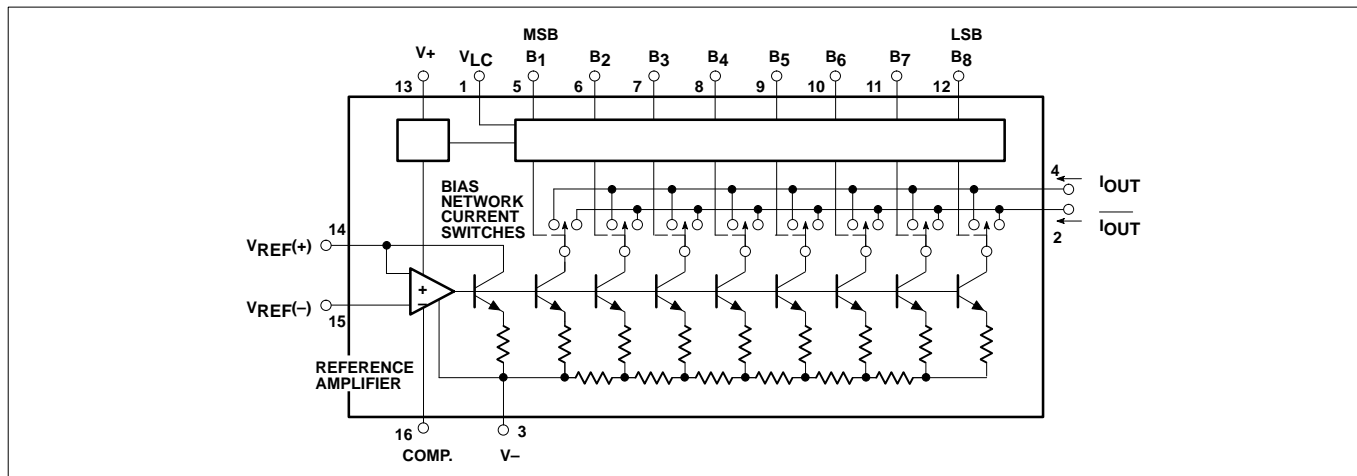 MSB LSB
V+ VLC B1 B2 B3 B4 B5 B6 B7 B8
13 1 5 6 7 8 9 10 11 12
4 IOUT
BIAS
NETWORK
CURRENT
SWITCHES
2 IOUT
14
VREF(+)
+
–
VREF(–)
15
REFERENCE
AMPLIFIER
16 3
COMP. V–